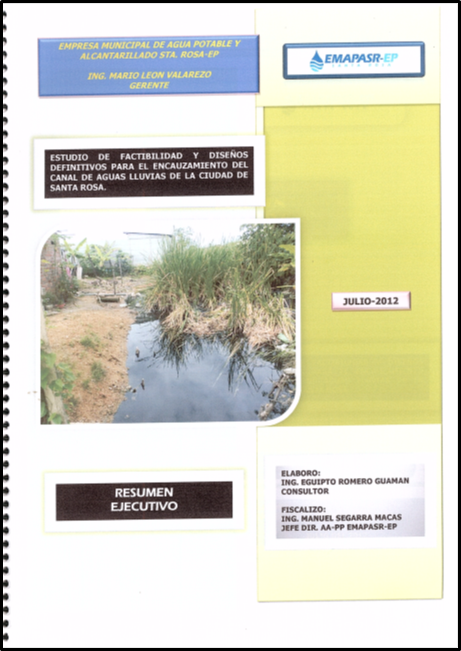 EMPRESA MUNICIPAL DE AGUA POTABLE Y
ALCANTARILLADO STA. ROSA-EP
ING. MARIO LEON VALAREZO
GERENTE
EMAPASR-EP
SANTA ROSA
ESTUDIO DE FACTIBILIDAD Y DISEÑOS
DEFINITIVOS PARA EL ENCAUZAMIENTO DEL
CANAL DE AGUAS LLUVIAS DE LA CIUDAD DE
SANTA ROSA.
JULIO-2012
RESUMEN
EJECUTIVO
ELABORO:
ING. EGUIPTO ROMERO GUAMAN
CONSULTOR
FISCALIZO:
ING. MANUEL SEGARRA MACAS
JEFE DIR. AA-PP EMAPASR-EP